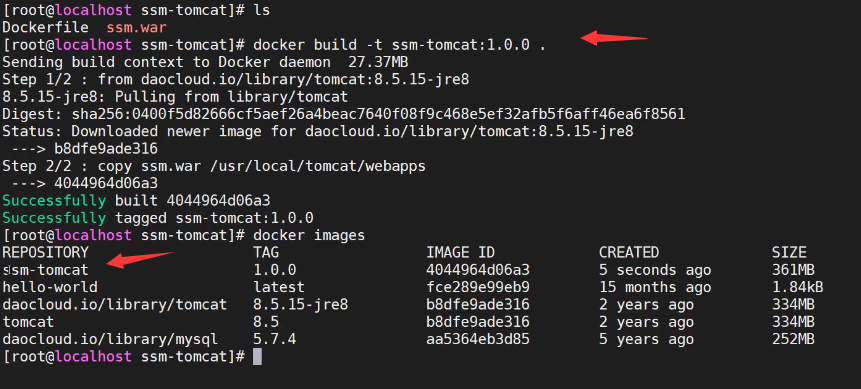 [root@localhost ssm-tomcat]# ls
Dockerfile  ssm.war
[root@localhost ssm-tomcat]# docker build -t ssm-tomcat:1.0.0 .
Sending build context to Docker daemon  27.37MB
Step 1/2 : from daocloud.io/library/tomcat:8.5.15-jre8
8.5.15-jre8: Pulling from library/tomcat
Digest: sha256:0400f5d82666cf5aef26a4beac7640f08f9c468e5ef32afb5f6aff46ea6f8561
Status: Downloaded newer image for daocloud.io/library/tomcat:8.5.15-jre8
 ---> b8dfe9ade316
Step 2/2 : copy ssm.war /usr/local/tomcat/webapps
 ---> 4044964d06a3
Successfully built 4044964d06a3
Successfully tagged ssm-tomcat:1.0.0
[root@localhost ssm-tomcat]# docker images
REPOSITORY                   TAG                 IMAGE ID            CREATED             SIZE
ssm-tomcat                   1.0.0               4044964d06a3        5 seconds ago       361MB
hello-world                  latest              fce289e99eb9        15 months ago       1.84kB
daocloud.io/library/tomcat   8.5.15-jre8         b8dfe9ade316        2 years ago         334MB
tomcat                       8.5                 b8dfe9ade316        2 years ago         334MB
daocloud.io/library/mysql    5.7.4               aa5364eb3d85        5 years ago         252MB
[root@localhost ssm-tomcat]#